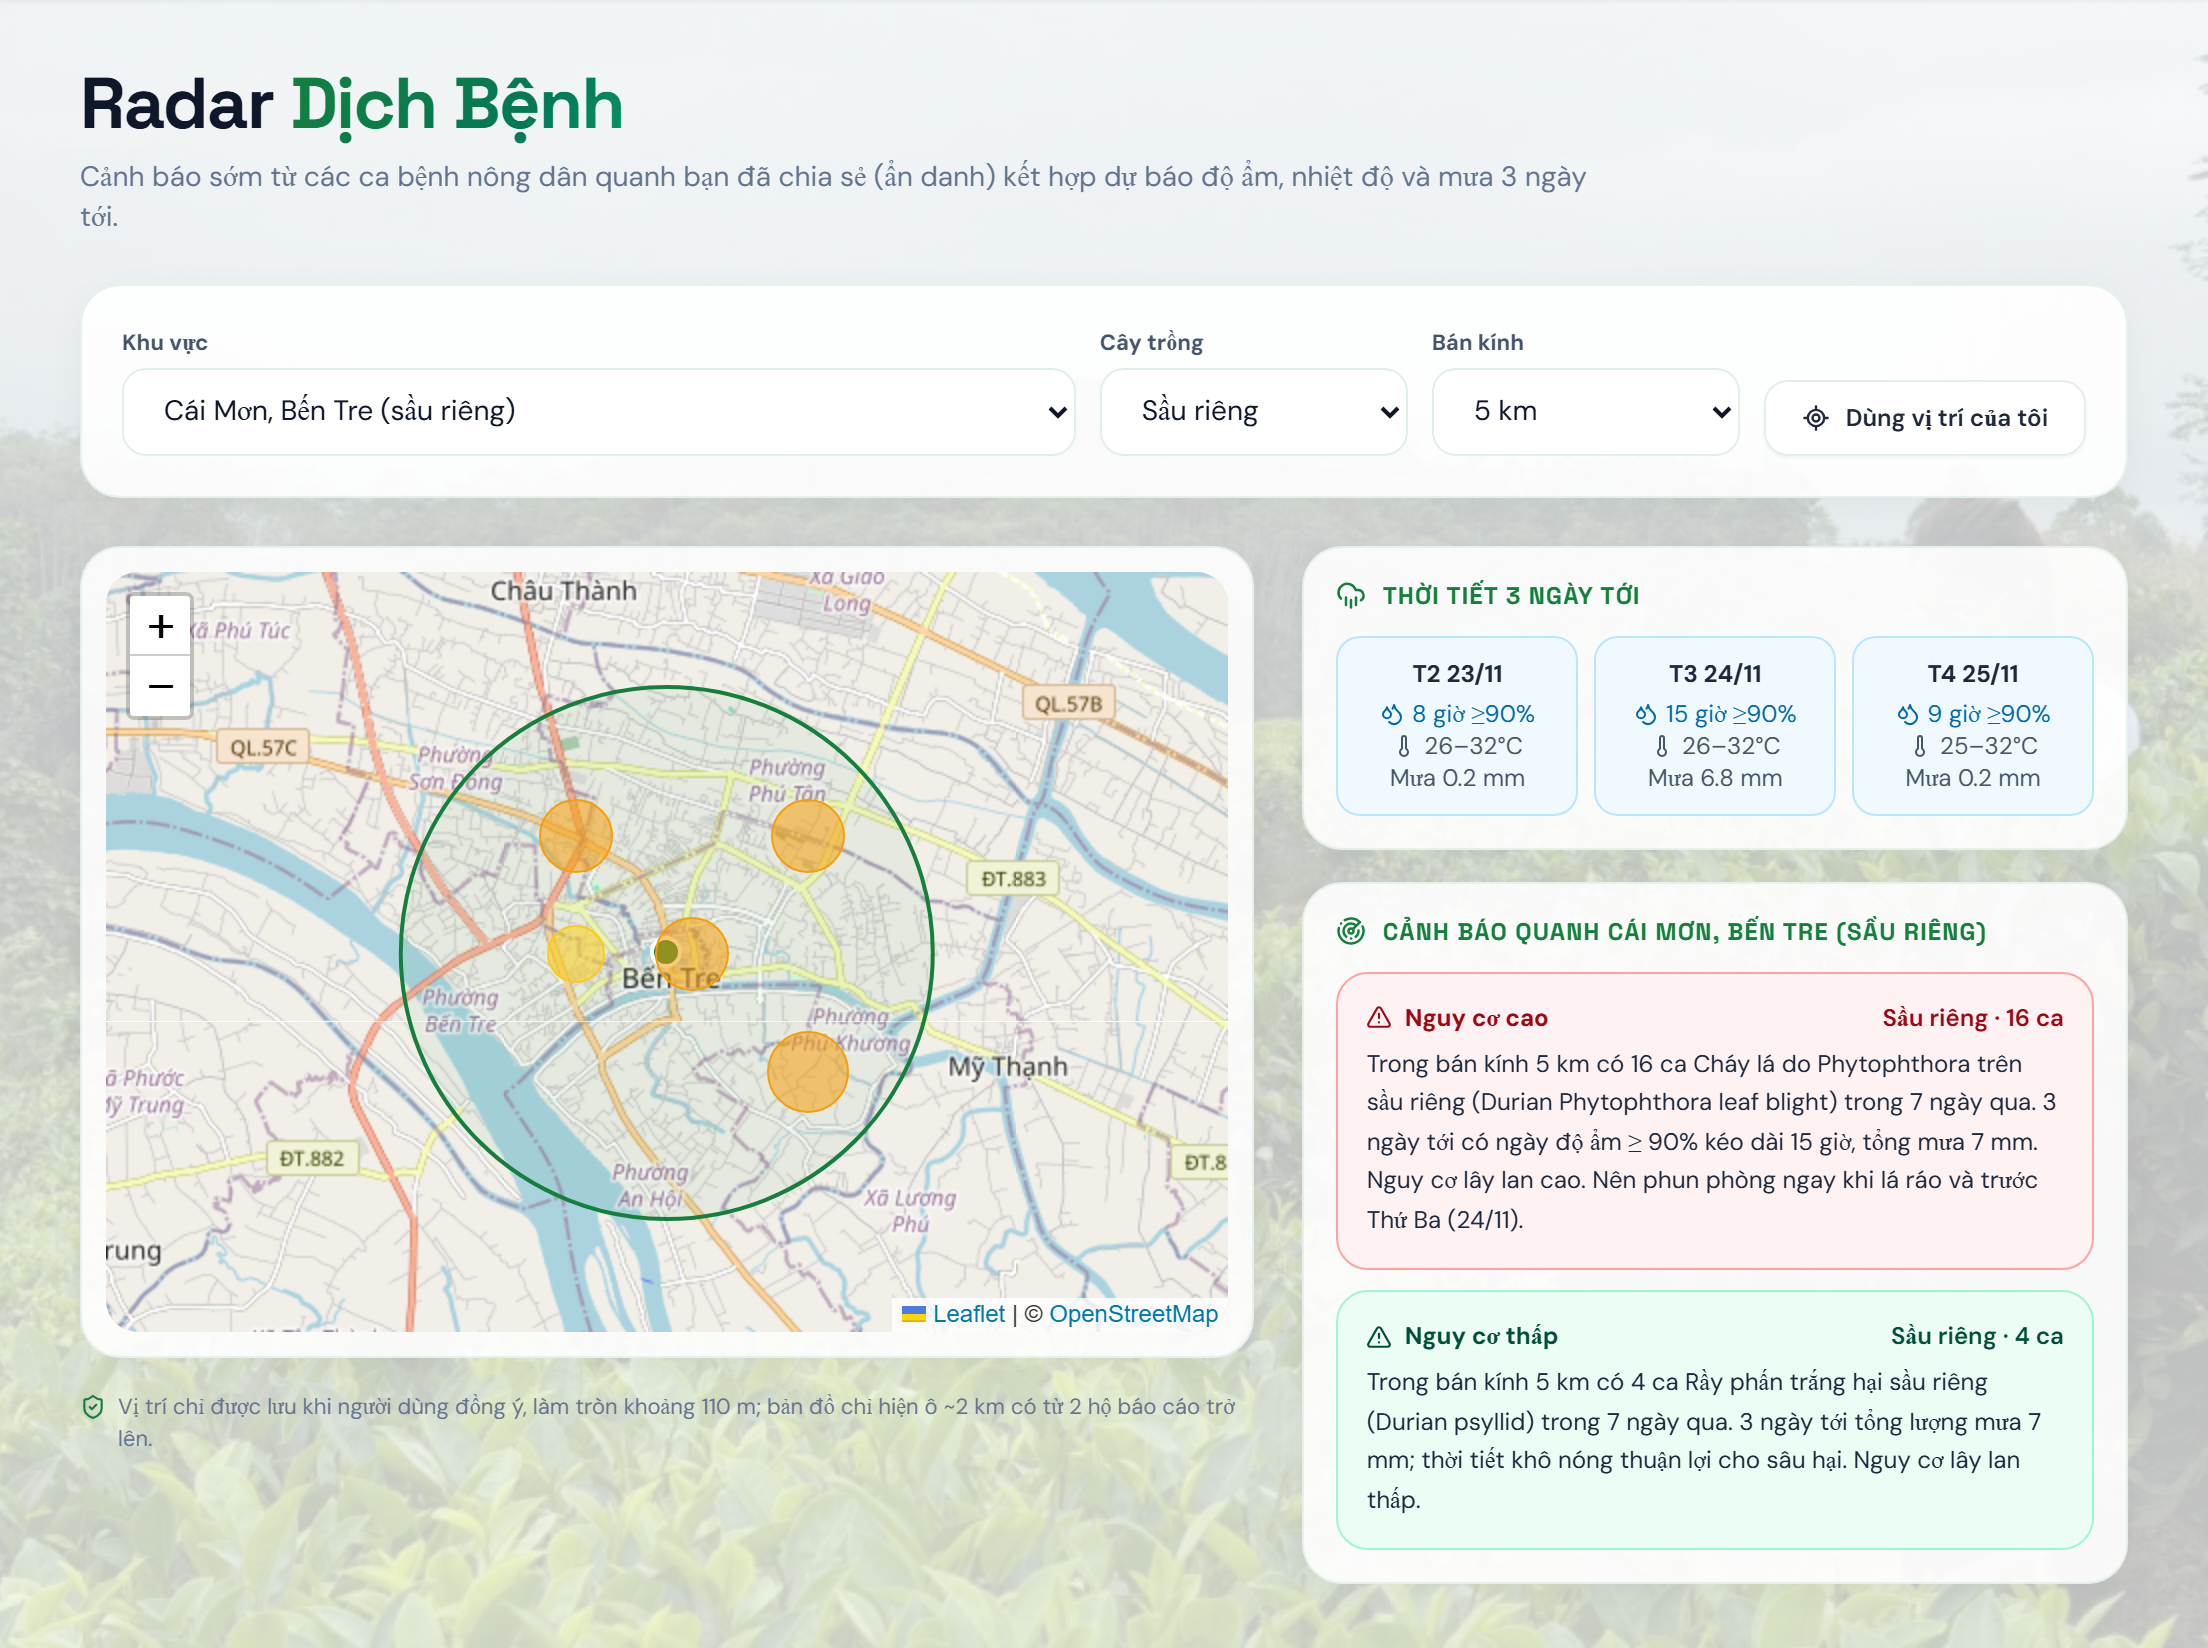 Radar Dịch Bệnh
Cảnh báo sớm từ các ca bệnh nông dân quanh bạn đã chia sẻ (ẩn danh) kết hợp dự báo độ ẩm, nhiệt độ và mưa 3 ngày
tới.
Khu vực
Cây trồng
Bán kính
Cái Mơn, Bến Tre (sầu riêng)
Sầu riêng
5 km
Dùng vị trí của tôi
+
−
Châu Thành
Xã Giao
Long
Xã Phú Túc
QL.57B
QL.57C
Phường
Sơn Đông
Phường
Phú Tân
ĐT.883
Bến Tre
Phường
Bến Tre
Phường
Phú Khương
Mỹ Thạnh
ã Phước
Mỹ Trung
ĐT.882
ĐT.8
Phường
An Hội
Xã Lương
Phú
rung
Leaflet | © OpenStreetMap
Vị trí chỉ được lưu khi người dùng đồng ý, làm tròn khoảng 110 m; bản đồ chỉ hiện ô ~2 km có từ 2 hộ báo cáo trở
lên.
THỜI TIẾT 3 NGÀY TỚI
T2 23/11
8 giờ ≥90%
26–32°C
Mưa 0.2 mm
T3 24/11
15 giờ ≥90%
26–32°C
Mưa 6.8 mm
T4 25/11
9 giờ ≥90%
25–32°C
Mưa 0.2 mm
CẢNH BÁO QUANH CÁI MƠN, BẾN TRE (SẦU RIÊNG)
Nguy cơ cao
Sầu riêng · 16 ca
Trong bán kính 5 km có 16 ca Cháy lá do Phytophthora trên
sầu riêng (Durian Phytophthora leaf blight) trong 7 ngày qua. 3
ngày tới có ngày độ ẩm ≥ 90% kéo dài 15 giờ, tổng mưa 7 mm.
Nguy cơ lây lan cao. Nên phun phòng ngay khi lá ráo và trước
Thứ Ba (24/11).
Nguy cơ thấp
Sầu riêng · 4 ca
Trong bán kính 5 km có 4 ca Rầy phấn trắng hại sầu riêng
(Durian psyllid) trong 7 ngày qua. 3 ngày tới tổng lượng mưa 7
mm; thời tiết khô nóng thuận lợi cho sâu hại. Nguy cơ lây lan
thấp.